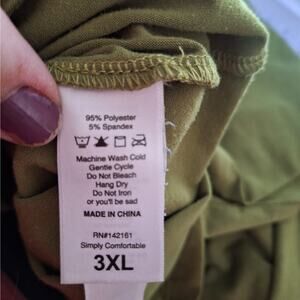 95% Polyester
5% Spandex
Machine Wash Cold
Gentle Cycle
Do Not Bleach
Hang Dry
Do Not Iron
or you'll be sad
MADE IN CHINA
RN#142161
Simply Comfortable
3XL